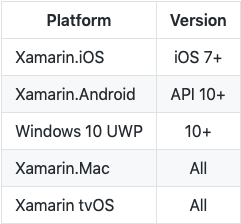 Platform Version
Xamarin.iOS iOS 7+
Xamarin.Android API 10+
Windows 10 UWP 10+
Xamarin.Mac All
Xamarin tvOS All